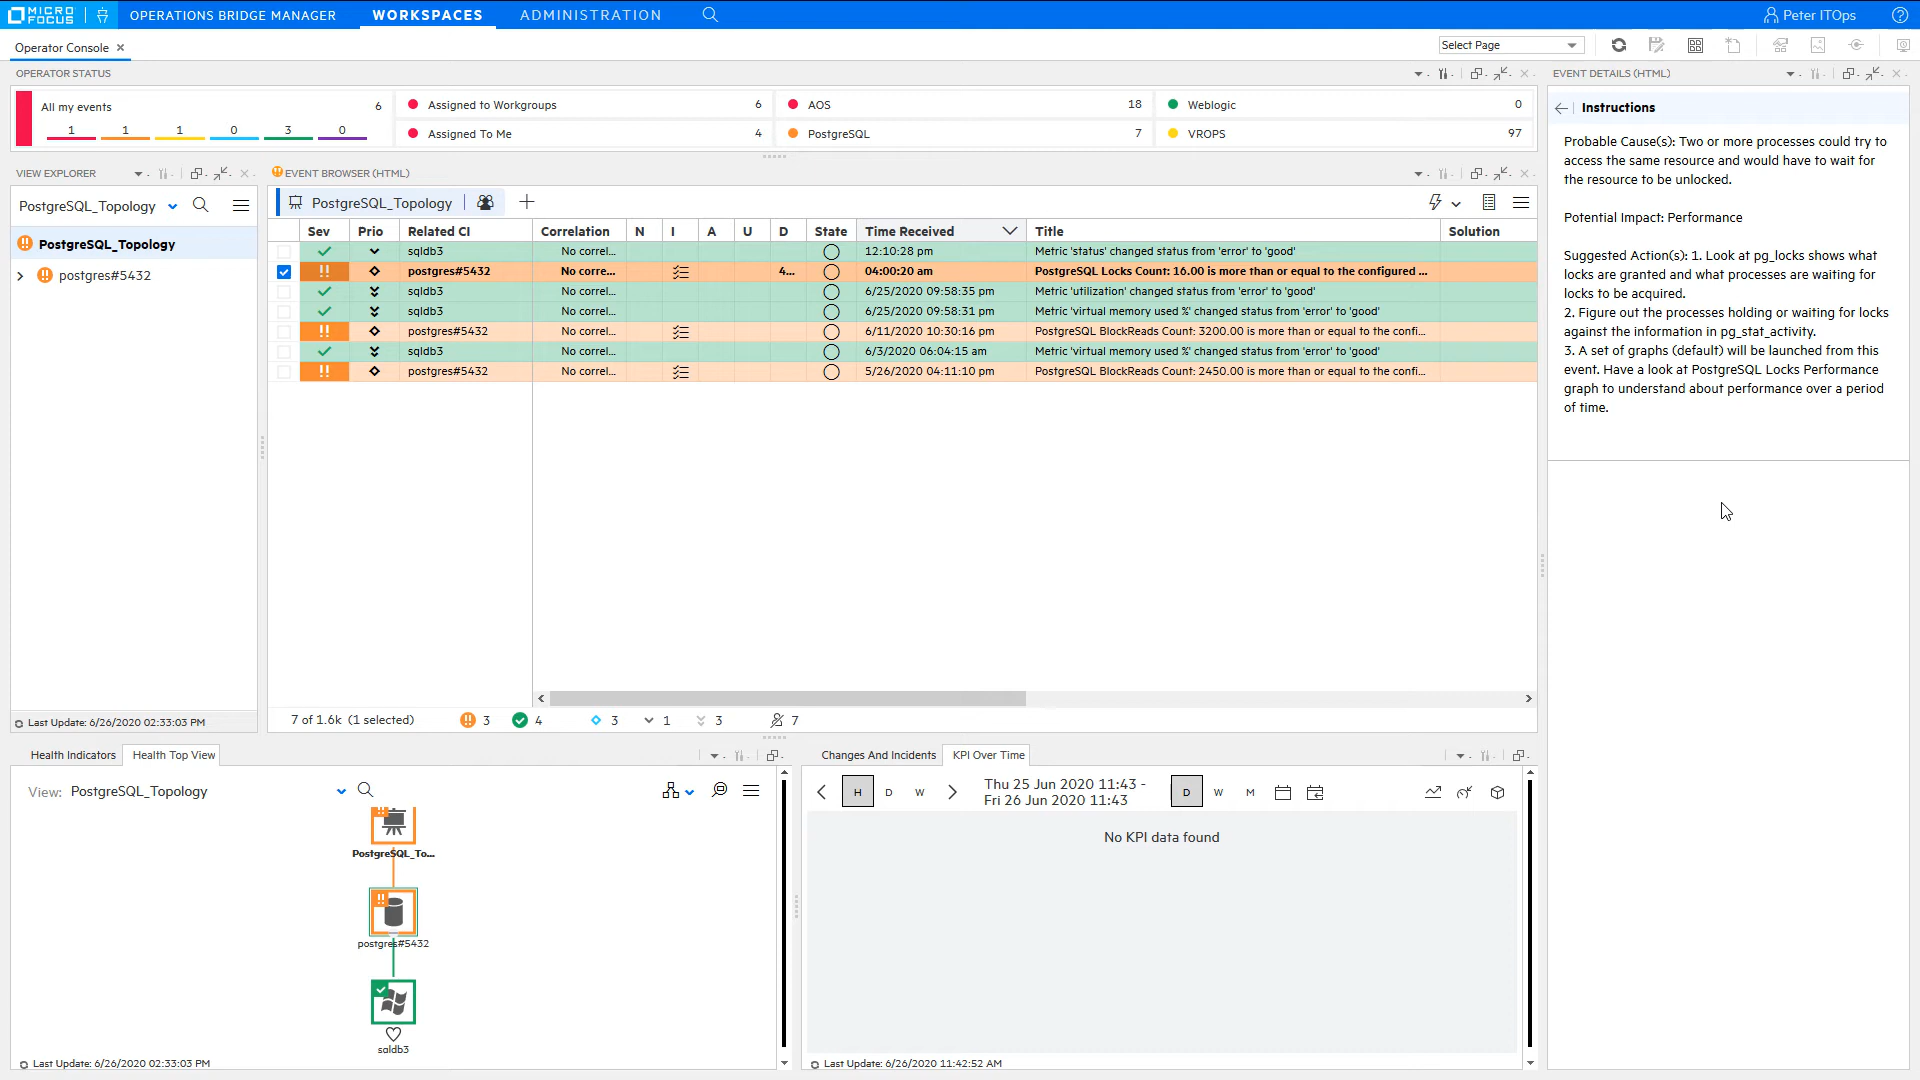 MICRO FOCUS OPERATIONS BRIDGE MANAGER WORKSPACES ADMINISTRATION Peter ITOps
Operator Console Select Page
OPERATOR STATUS
All my events 6
1 1 1 0 3 0
Assigned to Workgroups 6
AOS 18
Weblogic 0
Assigned To Me 4
PostgreSQL 7
VROPS 97
VIEW EXPLORER
PostgreSQL_Topology
PostgreSQL_Topology
postgres#5432
Last Update: 6/26/2020 02:33:03 PM
EVENT BROWSER (HTML)
PostgreSQL_Topology
Sev Prio Related CI Correlation N I A U D State Time Received Title Solution
sqldb3 No correl... 12:10:28 pm Metric 'status' changed status from 'error' to 'good'
postgres#5432 No corre... 4... 04:00:20 am PostgreSQL Locks Count: 16.00 is more than or equal to the configured ...
sqldb3 No correl... 6/25/2020 09:58:35 pm Metric 'utilization' changed status from 'error' to 'good'
sqldb3 No correl... 6/25/2020 09:58:31 pm Metric 'virtual memory used %' changed status from 'error' to 'good'
postgres#5432 No correl... 6/11/2020 10:30:16 pm PostgreSQL BlockReads Count: 3200.00 is more than or equal to the confi...
sqldb3 No correl... 6/3/2020 06:04:15 am Metric 'virtual memory used %' changed status from 'error' to 'good'
postgres#5432 No correl... 5/26/2020 04:11:10 pm PostgreSQL BlockReads Count: 2450.00 is more than or equal to the confi...
7 of 1.6k (1 selected) 3 4 3 1 3 7
EVENT DETAILS (HTML)
Instructions
Probable Cause(s): Two or more processes could try to
access the same resource and would have to wait for
the resource to be unlocked.
Potential Impact: Performance
Suggested Action(s): 1. Look at pg_locks shows what
locks are granted and what processes are waiting for
locks to be acquired.
2. Figure out the processes holding or waiting for locks
against the information in pg_stat_activity.
3. A set of graphs (default) will be launched from this
event. Have a look at PostgreSQL Locks Performance
graph to understand about performance over a period
of time.
Health Indicators Health Top View
View: PostgreSQL_Topology
PostgreSQL_To...
postgres#5432
sqldb3
Last Update: 6/26/2020 02:33:03 PM
Changes And Incidents KPI Over Time
H D W
Thu 25 Jun 2020 11:43 -
Fri 26 Jun 2020 11:43
D W M
No KPI data found
Last Update: 6/26/2020 11:42:52 AM